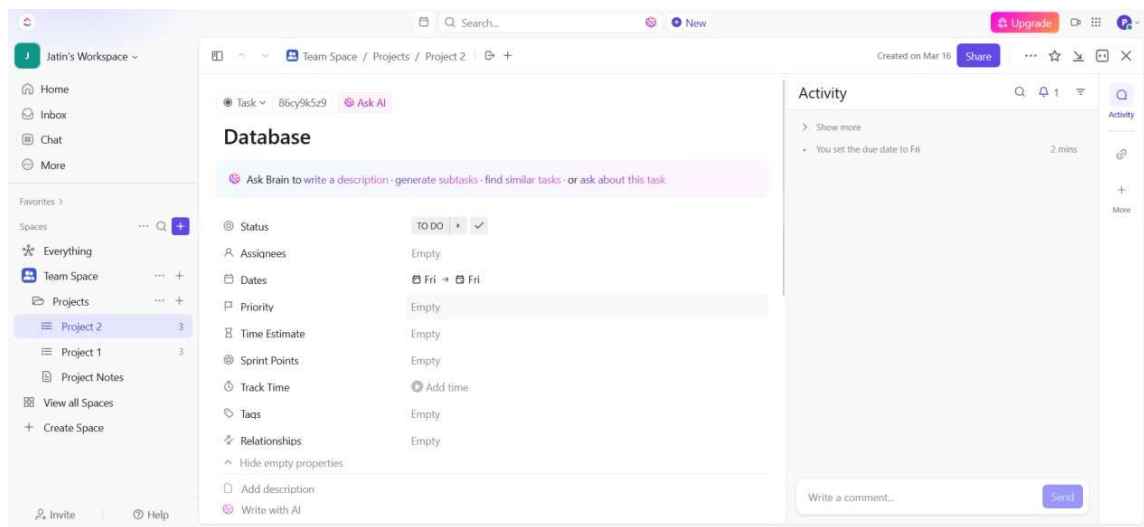 Search...
New
Upgrade
P
J Jatin's Workspace
Team Space / Projects / Project 2
Created on Mar 16
Share
Home
Inbox
Chat
More
Favorites
Spaces
Everything
Team Space
Projects
Project 2 3
Project 1 3
Project Notes
View all Spaces
Create Space
Invite
Help
Task
86cy9k5z9
Ask AI
Database
Ask Brain to write a description · generate subtasks · find similar tasks · or ask about this task
Status TO DO
Assignees Empty
Dates Fri → Fri
Priority Empty
Time Estimate Empty
Sprint Points Empty
Track Time Add time
Tags Empty
Relationships Empty
Hide empty properties
Add description
Write with AI
Activity
1
Show more
You set the due date to Fri 2 mins
Write a comment...
Send
Activity
More